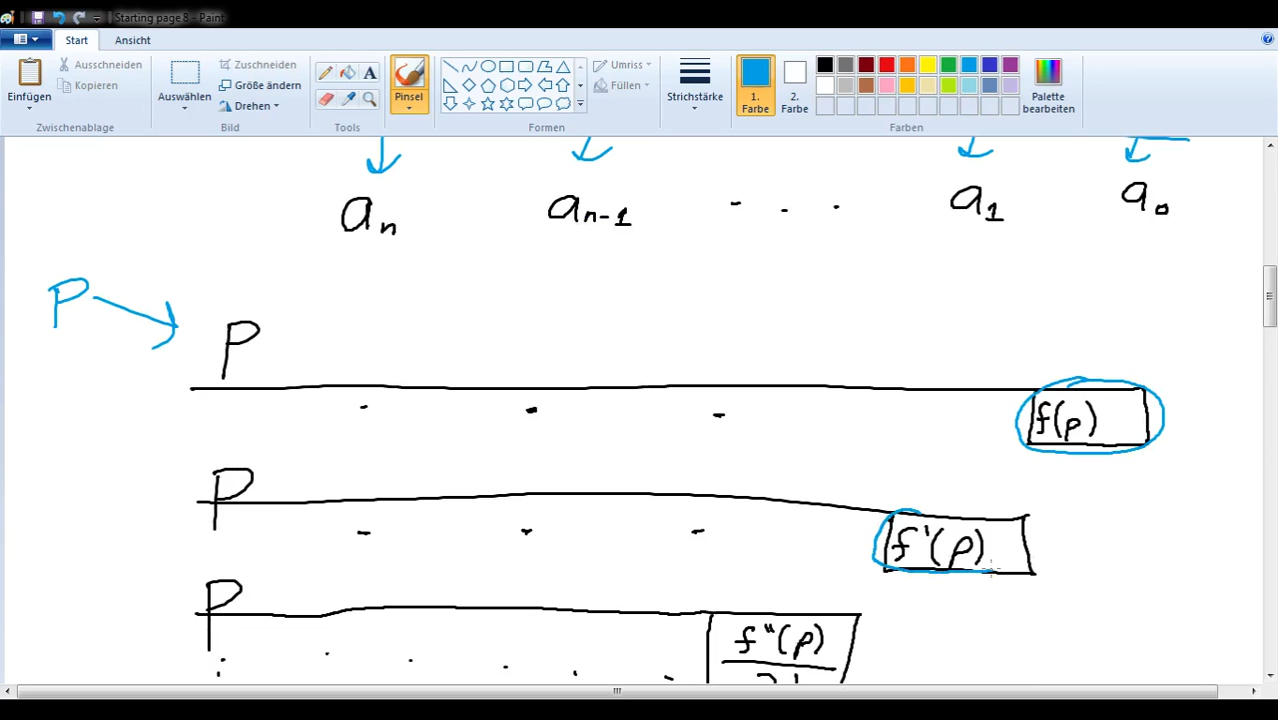 Starting page 8 - Paint
Start Ansicht
Einfügen
Ausschneiden
Kopieren
Zwischenablage
Auswählen
Zuschneiden
Größe ändern
Drehen
Bild
A
Tools
Pinsel
Umriss
Füllen
Formen
Strichstärke
1.
Farbe
2.
Farbe
Palette
bearbeiten
Farben
aₙ aₙ₋₁ . . . a₁ a₀
P
P
f(p)
P
f'(p)
P
f"(p)